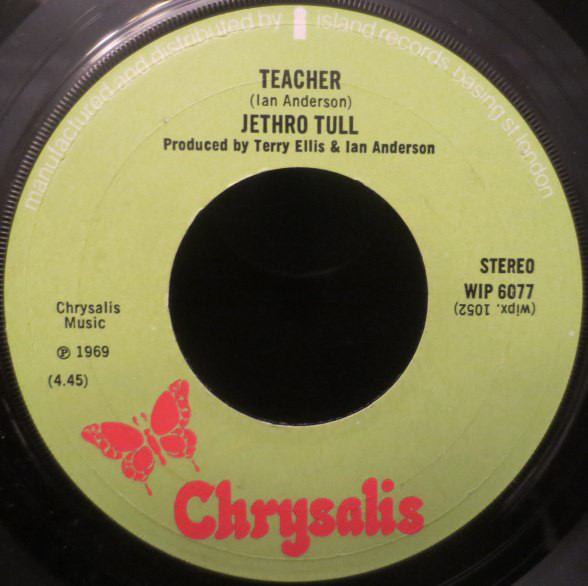 manufactured and distributed by i island records basing st london
TEACHER
(Ian Anderson)
JETHRO TULL
Produced by Terry Ellis & Ian Anderson
STEREO
WIP 6077
(wipx. 1052)
Chrysalis
Music
℗ 1969
(4.45)
Chrysalis